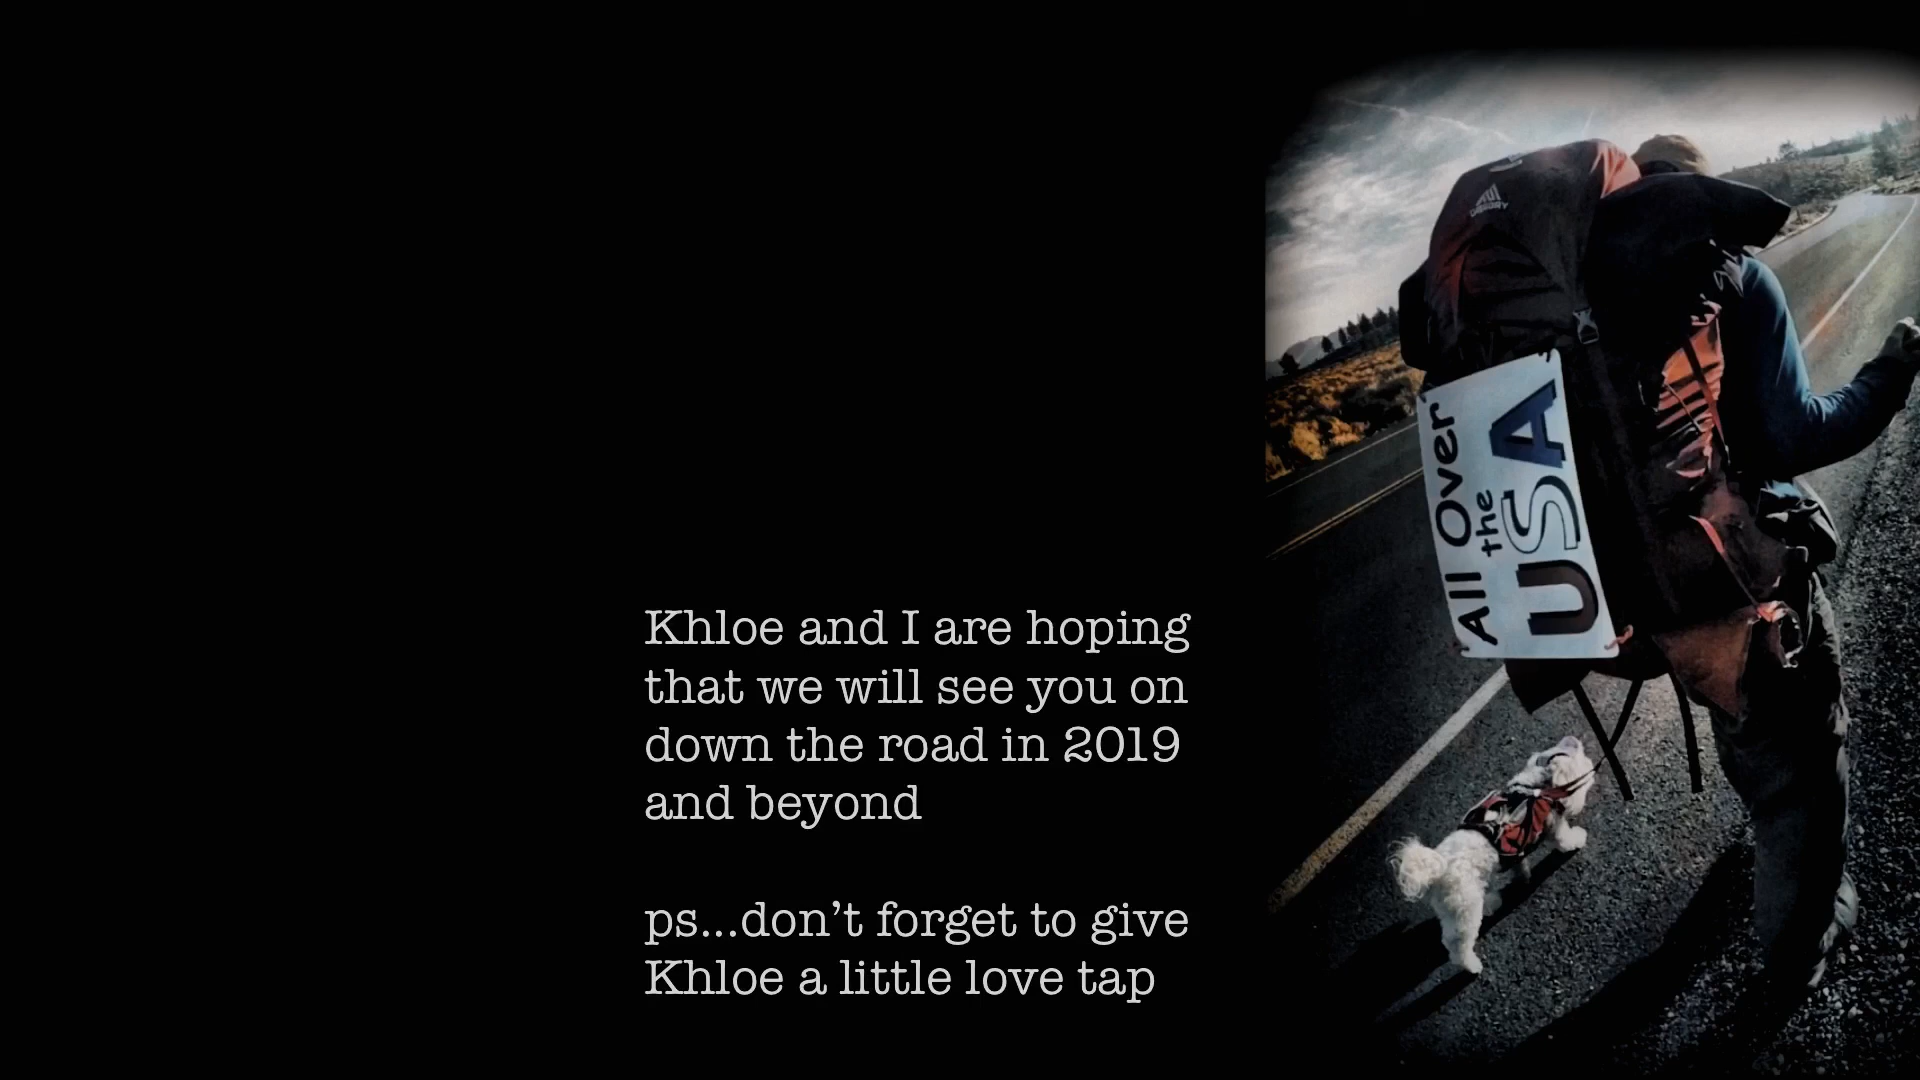 Khloe and I are hoping
that we will see you on
down the road in 2019
and beyond
ps...don’t forget to give
Khloe a little love tap
GREGORY
All Over
the
USA